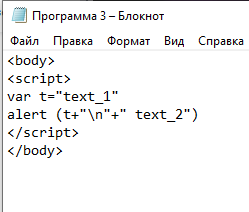 Программа 3 – Блокнот
Файл Правка Формат Вид Справка
<body>
<script>
var t="text_1"
alert (t+"\n"+" text_2")
</script>
</body>